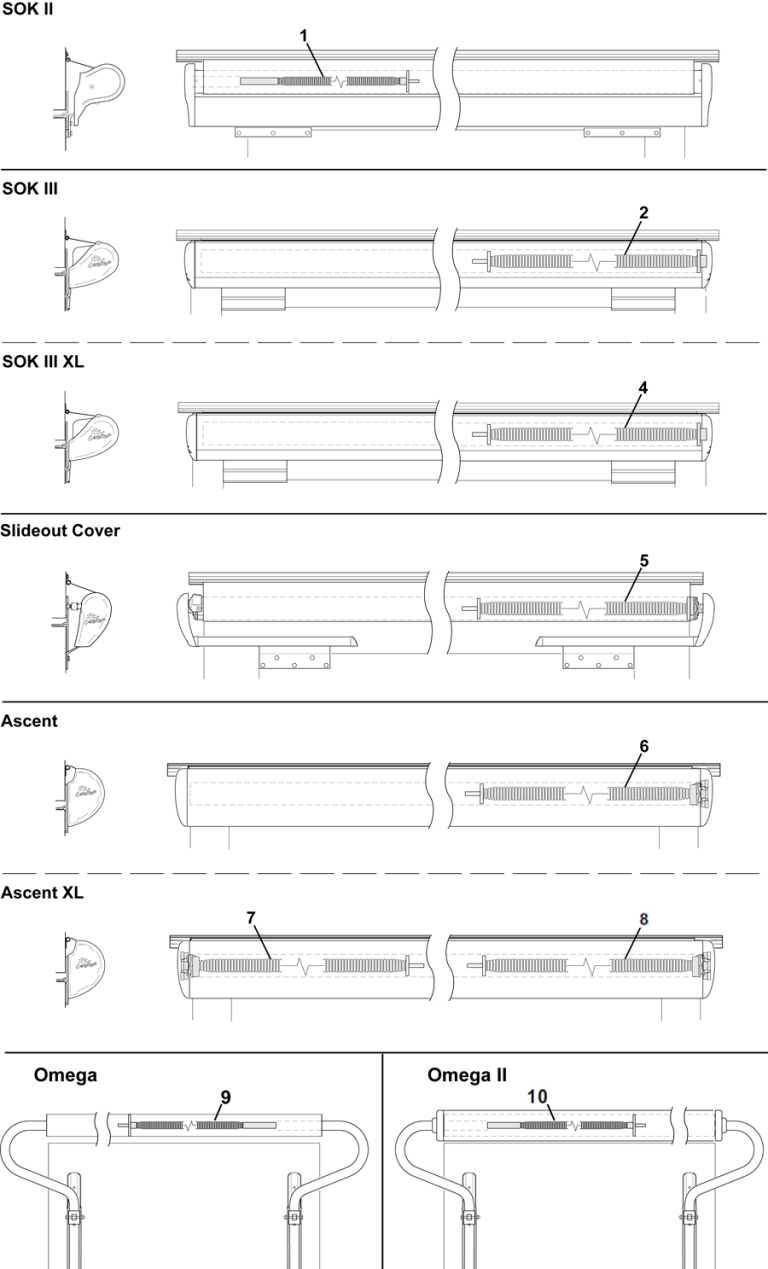 SOK II
1
SOK III
2
SOK III XL
4
Slideout Cover
5
Ascent
6
Ascent XL
7
8
Omega
Omega II
9
10